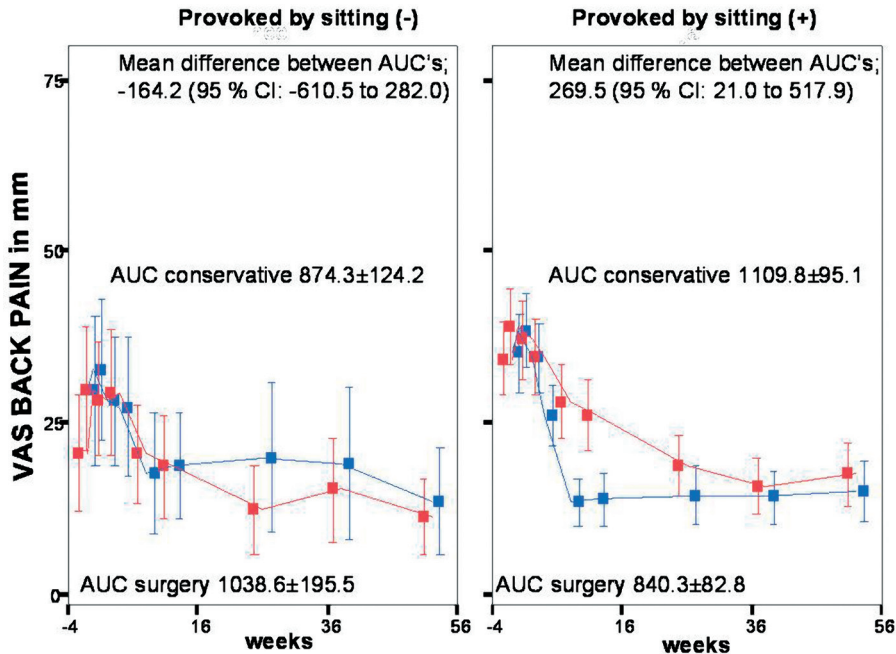 Provoked by sitting (-)
Mean difference between AUC's;
-164.2 (95 % CI: -610.5 to 282.0)
AUC conservative 874.3±124.2
AUC surgery 1038.6±195.5
VAS BACK PAIN in mm
75
50
25
0
-4
16
36
56
weeks
Provoked by sitting (+)
Mean difference between AUC's;
269.5 (95 % CI: 21.0 to 517.9)
AUC conservative 1109.8±95.1
AUC surgery 840.3±82.8
-4
16
36
56
weeks